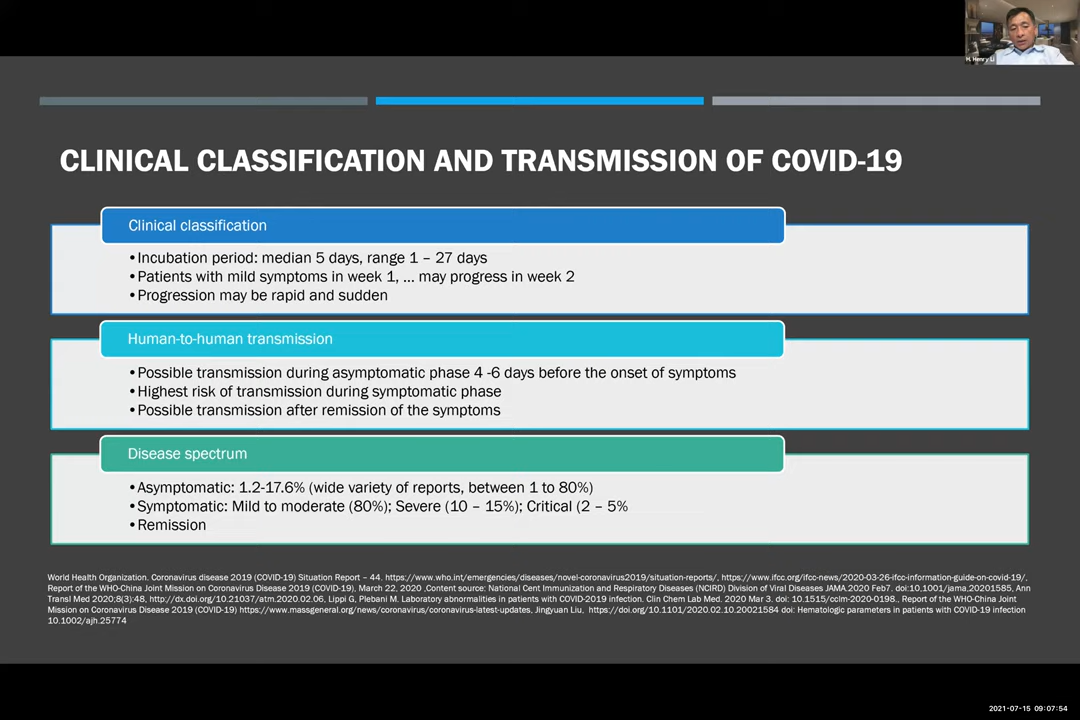 H. Henry Li
CLINICAL CLASSIFICATION AND TRANSMISSION OF COVID-19
Clinical classification
•Incubation period: median 5 days, range 1 – 27 days
•Patients with mild symptoms in week 1, ... may progress in week 2
•Progression may be rapid and sudden
Human-to-human transmission
•Possible transmission during asymptomatic phase 4 -6 days before the onset of symptoms
•Highest risk of transmission during symptomatic phase
•Possible transmission after remission of the symptoms
Disease spectrum
•Asymptomatic: 1.2-17.6% (wide variety of reports, between 1 to 80%)
•Symptomatic: Mild to moderate (80%); Severe (10 – 15%); Critical (2 – 5%
•Remission
World Health Organization. Coronavirus disease 2019 (COVID-19) Situation Report – 44. https://www.who.int/emergencies/diseases/novel-coronavirus2019/situation-reports/, https://www.ifcc.org/ifcc-news/2020-03-26-ifcc-information-guide-on-covid-19/,
Report of the WHO-China Joint Mission on Coronavirus Disease 2019 (COVID-19), March 22, 2020 ,Content source: National Cent Immunization and Respiratory Diseases (NCIRD) Division of Viral Diseases JAMA.2020 Feb7. doi:10,1001/jama,20201585, Ann
Transl Med 2020;8(3):48, http://dx.doi.org/10.21037/atm.2020.02.06, Lippi G, Plebani M. Laboratory abnormalities in patients with COVID-2019 infection. Clin Chem Lab Med. 2020 Mar 3. doi: 10.1515/cclm-2020-0198., Report of the WHO-China Joint
Mission on Coronavirus Disease 2019 (COVID-19) https://www.massgeneral.org/news/coronavirus/coronavirus-latest-updates, Jingyuan Liu, https://doi.org/10.1101/2020.02.10.20021584 doi: Hematologic parameters in patients with COVID-19 infection
10.1002/ajh.25774
2021-07-15 09:07:54